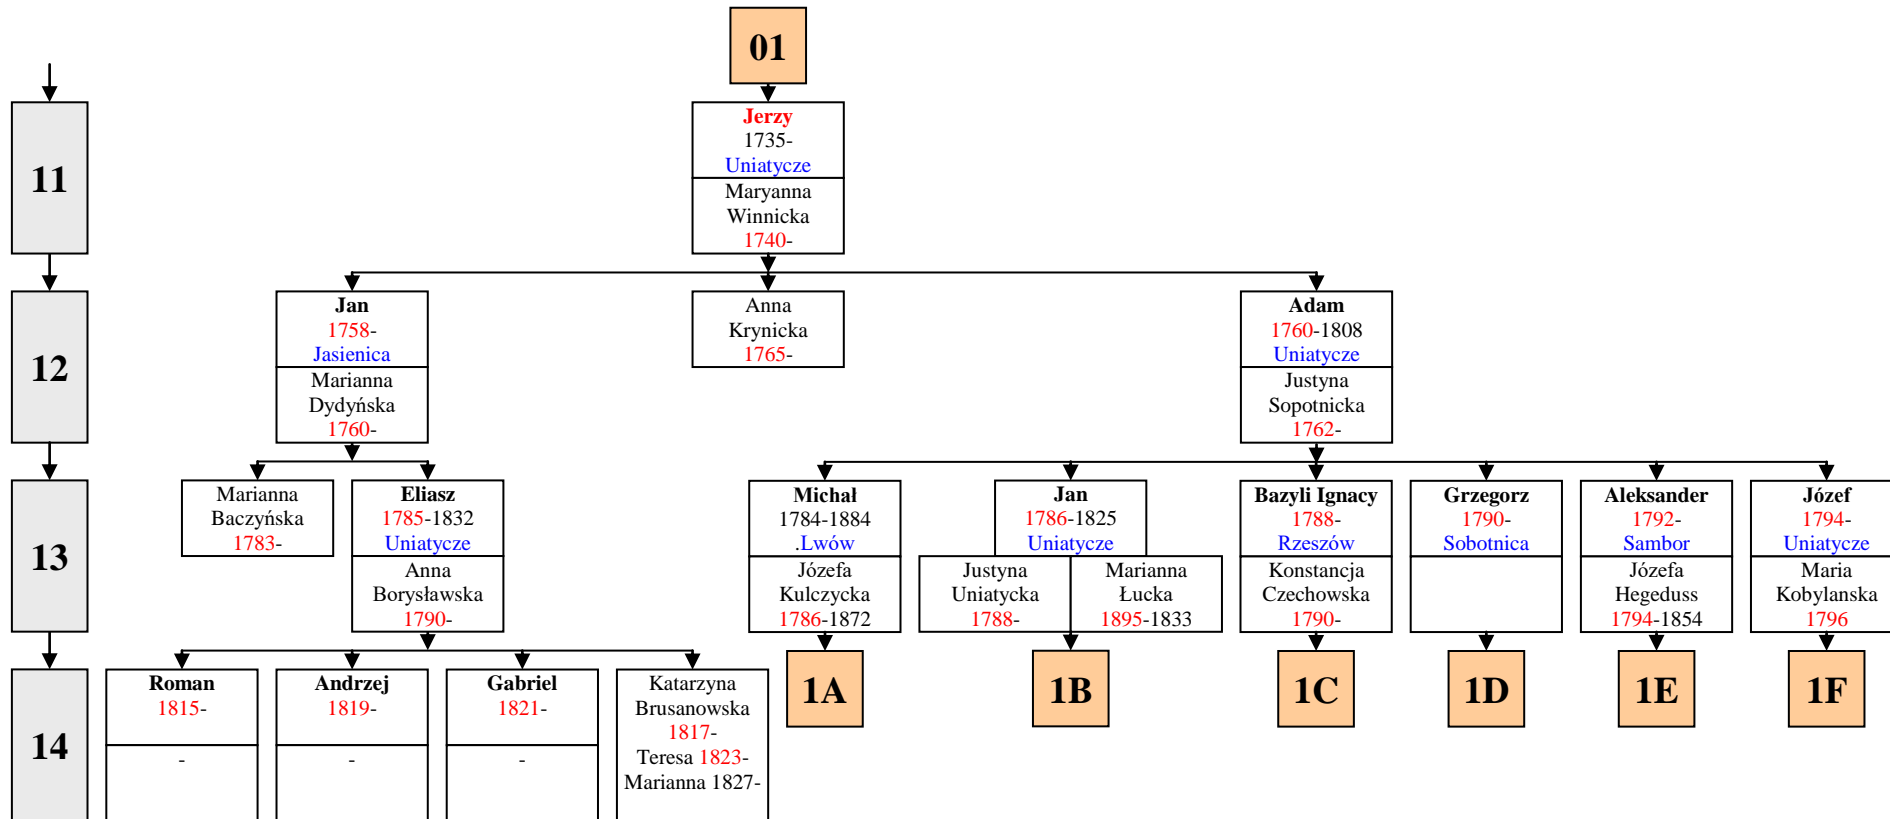 01
11
Jerzy
1735-
Uniatycze
Maryanna
Winnicka
1740-
12
Jan
1758-
Jasienica
Marianna
Dydyńska
1760-
Anna
Krynicka
1765-
Adam
1760-1808
Uniatycze
Justyna
Sopotnicka
1762-
13
Marianna
Baczyńska
1783-
Eliasz
1785-1832
Uniatycze
Anna
Borysławska
1790-
Michał
1784-1884
.Lwów
Józefa
Kulczycka
1786-1872
Jan
1786-1825
Uniatycze
Justyna
Uniatycka
1788-
Marianna
Łucka
1895-1833
Bazyli Ignacy
1788-
Rzeszów
Konstancja
Czechowska
1790-
Grzegorz
1790-
Sobotnica
Aleksander
1792-
Sambor
Józefa
Hegeduss
1794-1854
Józef
1794-
Uniatycze
Maria
Kobylanska
1796
14
Roman
1815-
-
Andrzej
1819-
-
Gabriel
1821-
-
Katarzyna
Brusanowska
1817-
Teresa 1823-
Marianna 1827-
1A
1B
1C
1D
1E
1F